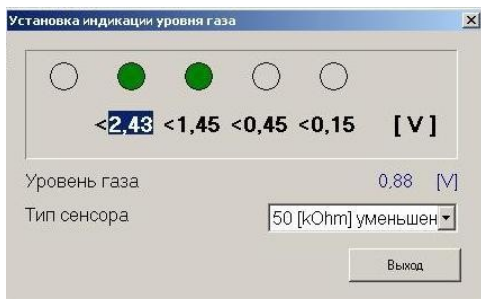 Установка индикации уровня газа
<2,43 <1,45 <0,45 <0,15 [ V ]
Уровень газа 0,88 [V]
Тип сенсора 50 [kOhm] уменьшен
Выход